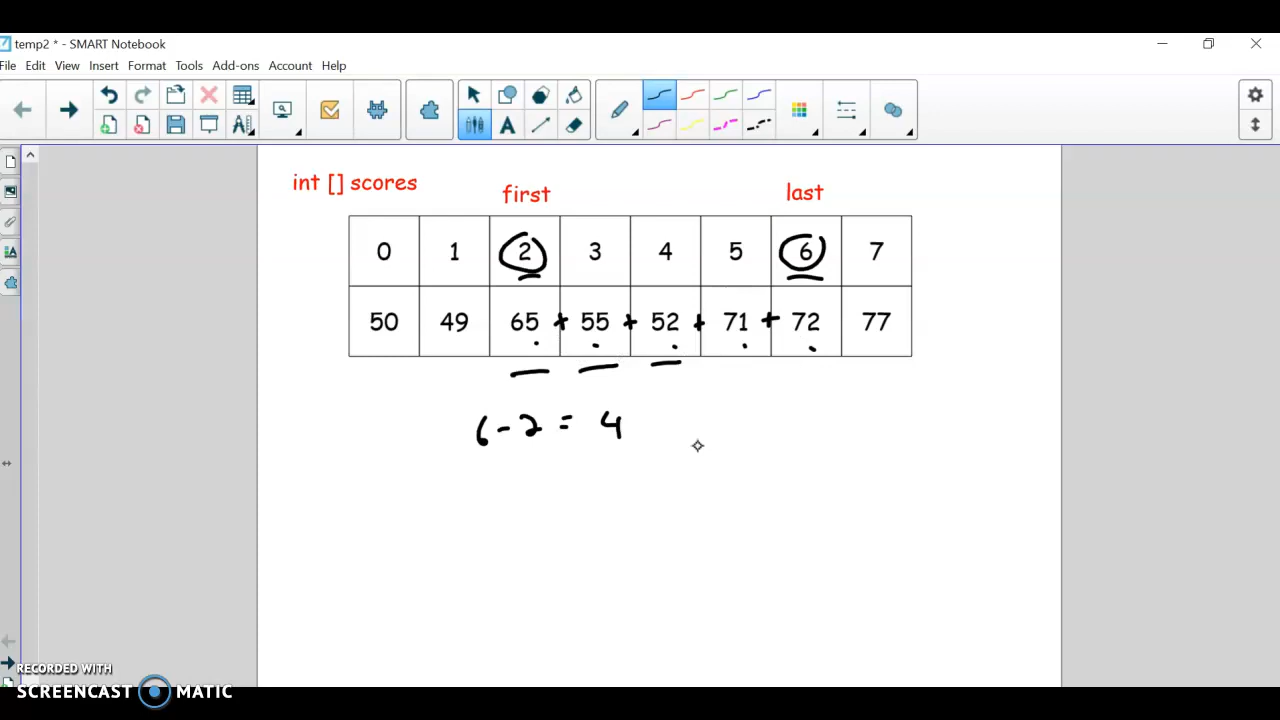 temp2 * - SMART Notebook
File Edit View Insert Format Tools Add-ons Account Help
int [] scores
first last
0 1 2 3 4 5 6 7
50 49 65 + 55 + 52 + 71 + 72 77
6 - 2 = 4
RECORDED WITH
SCREENCAST MATIC